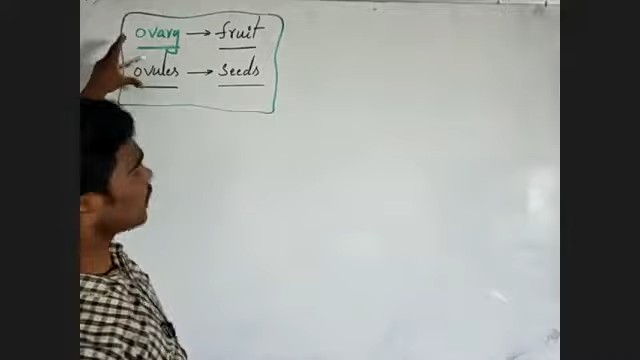 ovary → fruit
ovules → seeds